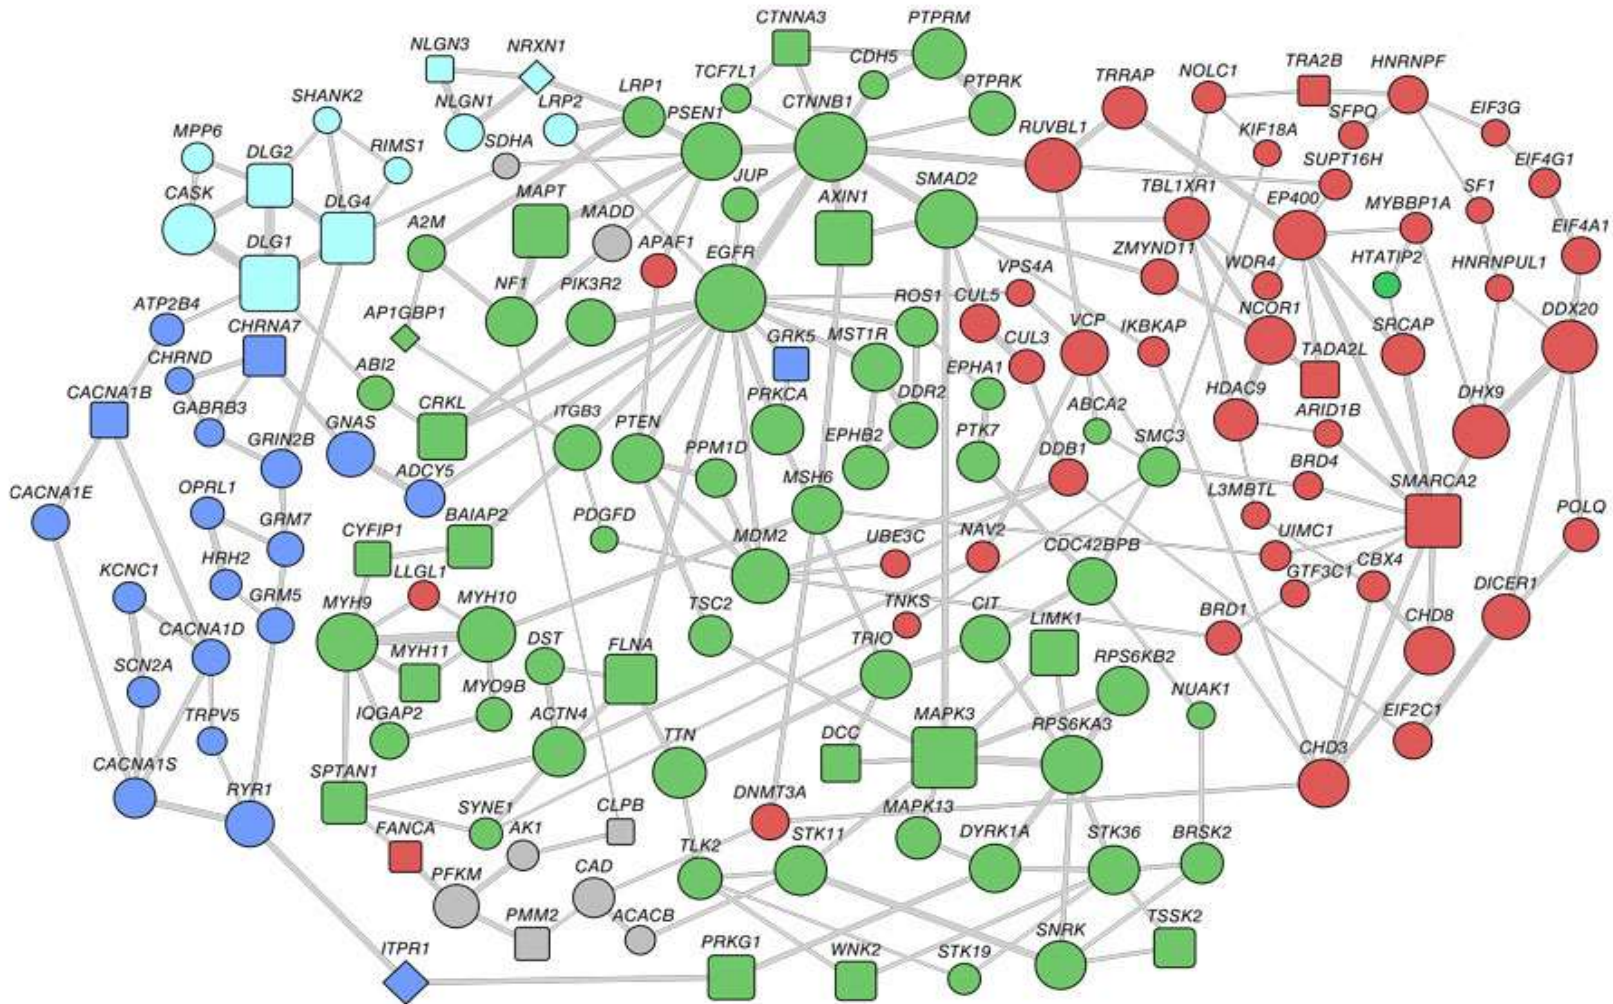 CTNNA3
PTPRM
NLGN3
NRXN1
CDH5
TCF7L1
TRA2B
HNRNPF
NOLC1
TRRAP
PTPRK
LRP1
SHANK2
NLGN1
LRP2
PSEN1
CTNNB1
SFPQ
EIF3G
KIF18A
RUVBL1
MPP6
RIMS1
SDHA
DLG2
SUPT16H
EIF4G1
JUP
CASK
MAPT
AXIN1
SMAD2
TBL1XR1
SF1
DLG4
EP400
MYBBP1A
A2M
MADD
APAF1
EIF4A1
DLG1
EGFR
ZMYND11
WDR4
HTATIP2
HNRNPUL1
VPS4A
NF1
PIK3R2
ROS1
CUL5
ATP2B4
AP1GBP1
NCOR1
DDX20
CHRNA7
GRK5
MST1R
CUL3
VCP
IKBKAP
SRCAP
CHRND
TADA2L
ABI2
EPHA1
CACNA1B
HDAC9
DHX9
GABRB3
CRKL
ITGB3
PRKCA
DDR2
ABCA2
ARID1B
GNAS
PTEN
GRIN2B
PPM1D
EPHB2
PTK7
SMC3
DDB1
ADCY5
BRD4
MSH6
SMARCA2
CACNA1E
OPRL1
L3MBTL
POLQ
GRM7
CYFIP1
BAIAP2
PDGFD
MDM2
UBE3C
NAV2
UIMC1
CDC42BPB
HRH2
CBX4
KCNC1
LLGL1
GTF3C1
DICER1
GRM5
MYH9
MYH10
TSC2
TNKS
CIT
LIMK1
BRD1
CHD8
CACNA1D
DST
FLNA
TRIO
MYH11
RPS6KB2
SCN2A
MYO9B
NUAK1
IQGAP2
ACTN4
EIF2C1
TRPV5
MAPK3
RPS6KA3
TTN
DCC
CHD3
CACNA1S
SPTAN1
RYR1
DNMT3A
SYNE1
CLPB
MAPK13
FANCA
AK1
DYRK1A
STK36
BRSK2
TLK2
STK11
PFKM
CAD
PMM2
ACACB
TSSK2
SNRK
ITPR1
PRKG1
WNK2
STK19